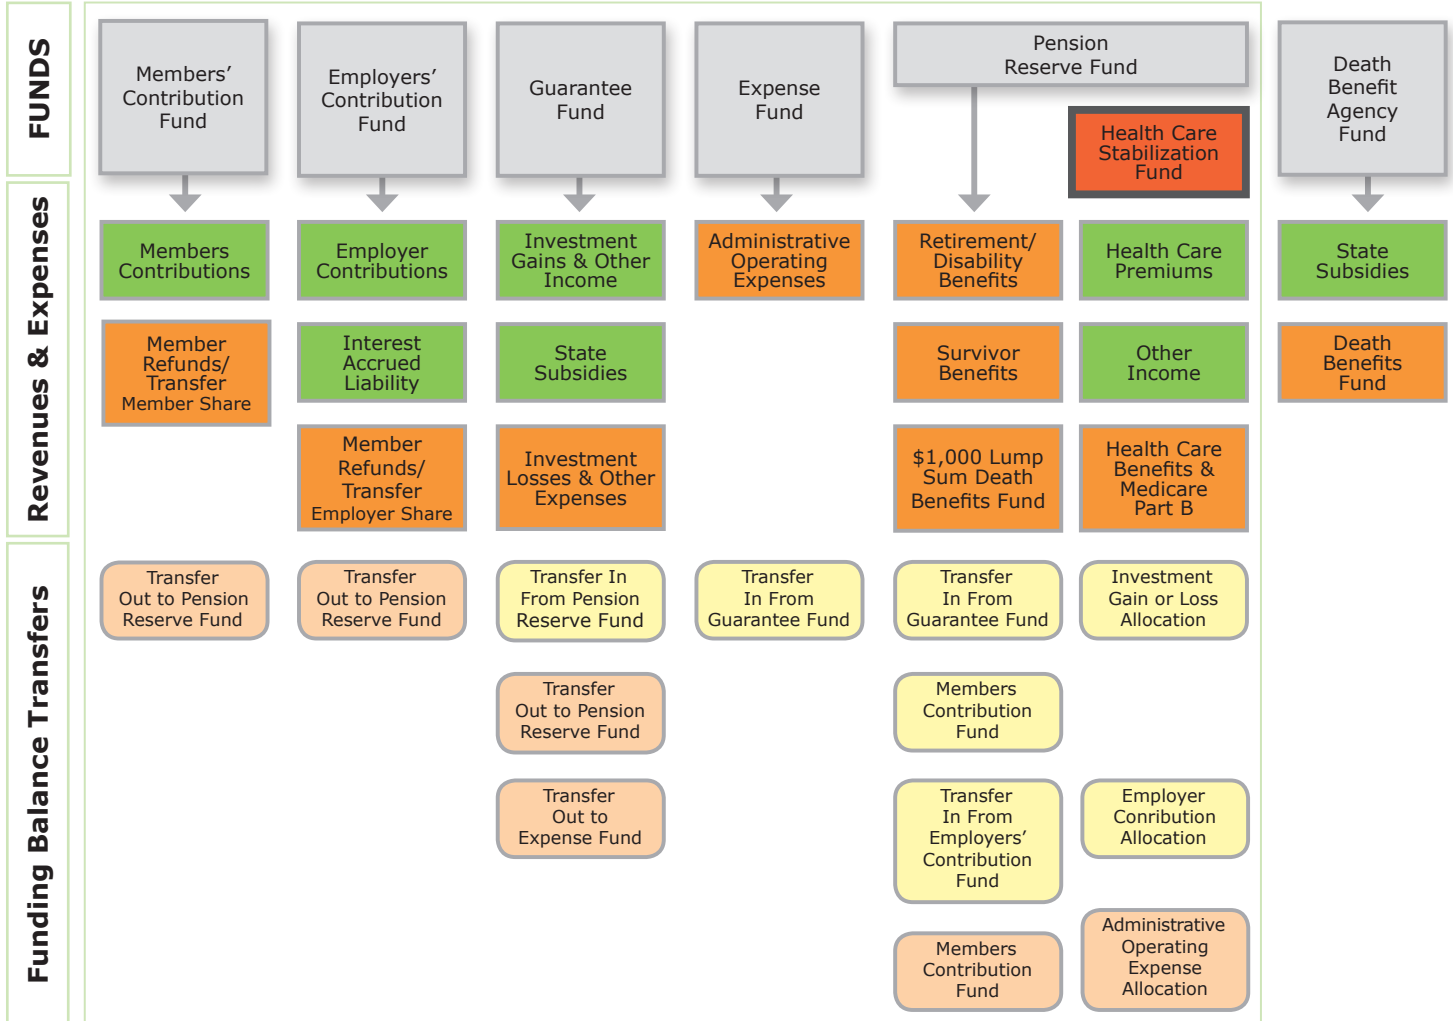 FUNDS
Members’
Contribution
Fund
Employers’
Contribution
Fund
Guarantee
Fund
Expense
Fund
Pension
Reserve Fund
Health Care
Stabilization
Fund
Death
Benefit
Agency
Fund
Revenues & Expenses
Members
Contributions
Employer
Contributions
Investment
Gains & Other
Income
Administrative
Operating
Expenses
Retirement/
Disability
Benefits
Health Care
Premiums
State
Subsidies
Member
Refunds/
Transfer
Member Share
Interest
Accrued
Liability
State
Subsidies
Survivor
Benefits
Other
Income
Death
Benefits
Fund
Member
Refunds/
Transfer
Employer Share
Investment
Losses & Other
Expenses
$1,000 Lump
Sum Death
Benefits Fund
Health Care
Benefits &
Medicare
Part B
Funding Balance Transfers
Transfer
Out to Pension
Reserve Fund
Transfer
Out to Pension
Reserve Fund
Transfer In
From Pension
Reserve Fund
Transfer
In From
Guarantee Fund
Transfer
In From
Guarantee Fund
Investment
Gain or Loss
Allocation
Transfer
Out to Pension
Reserve Fund
Members
Contribution
Fund
Transfer
Out to
Expense Fund
Transfer
In From
Employers’
Contribution
Fund
Employer
Conribution
Allocation
Members
Contribution
Fund
Administrative
Operating
Expense
Allocation